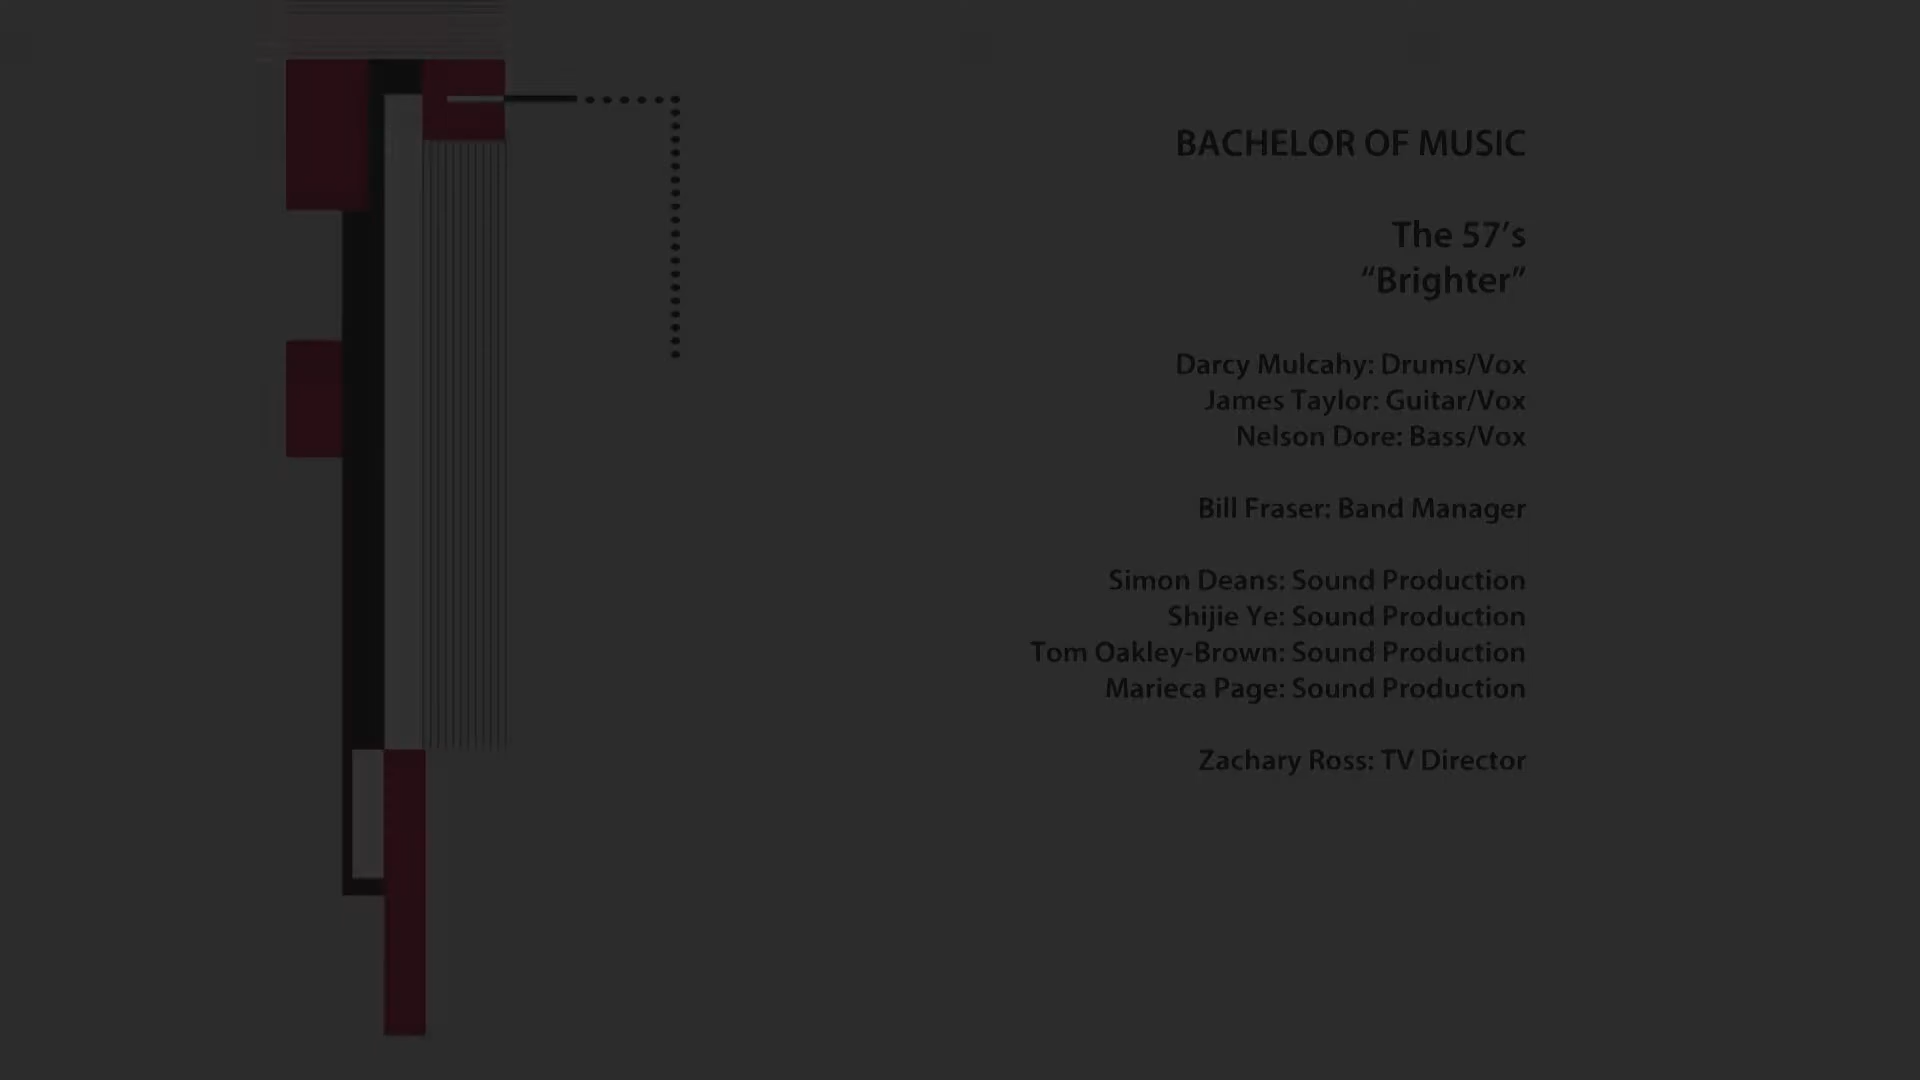 BACHELOR OF MUSIC
The 57’s
“Brighter”
Darcy Mulcahy: Drums/Vox
James Taylor: Guitar/Vox
Nelson Dore: Bass/Vox
Bill Fraser: Band Manager
Simon Deans: Sound Production
Shijie Ye: Sound Production
Tom Oakley-Brown: Sound Production
Marieca Page: Sound Production
Zachary Ross: TV Director